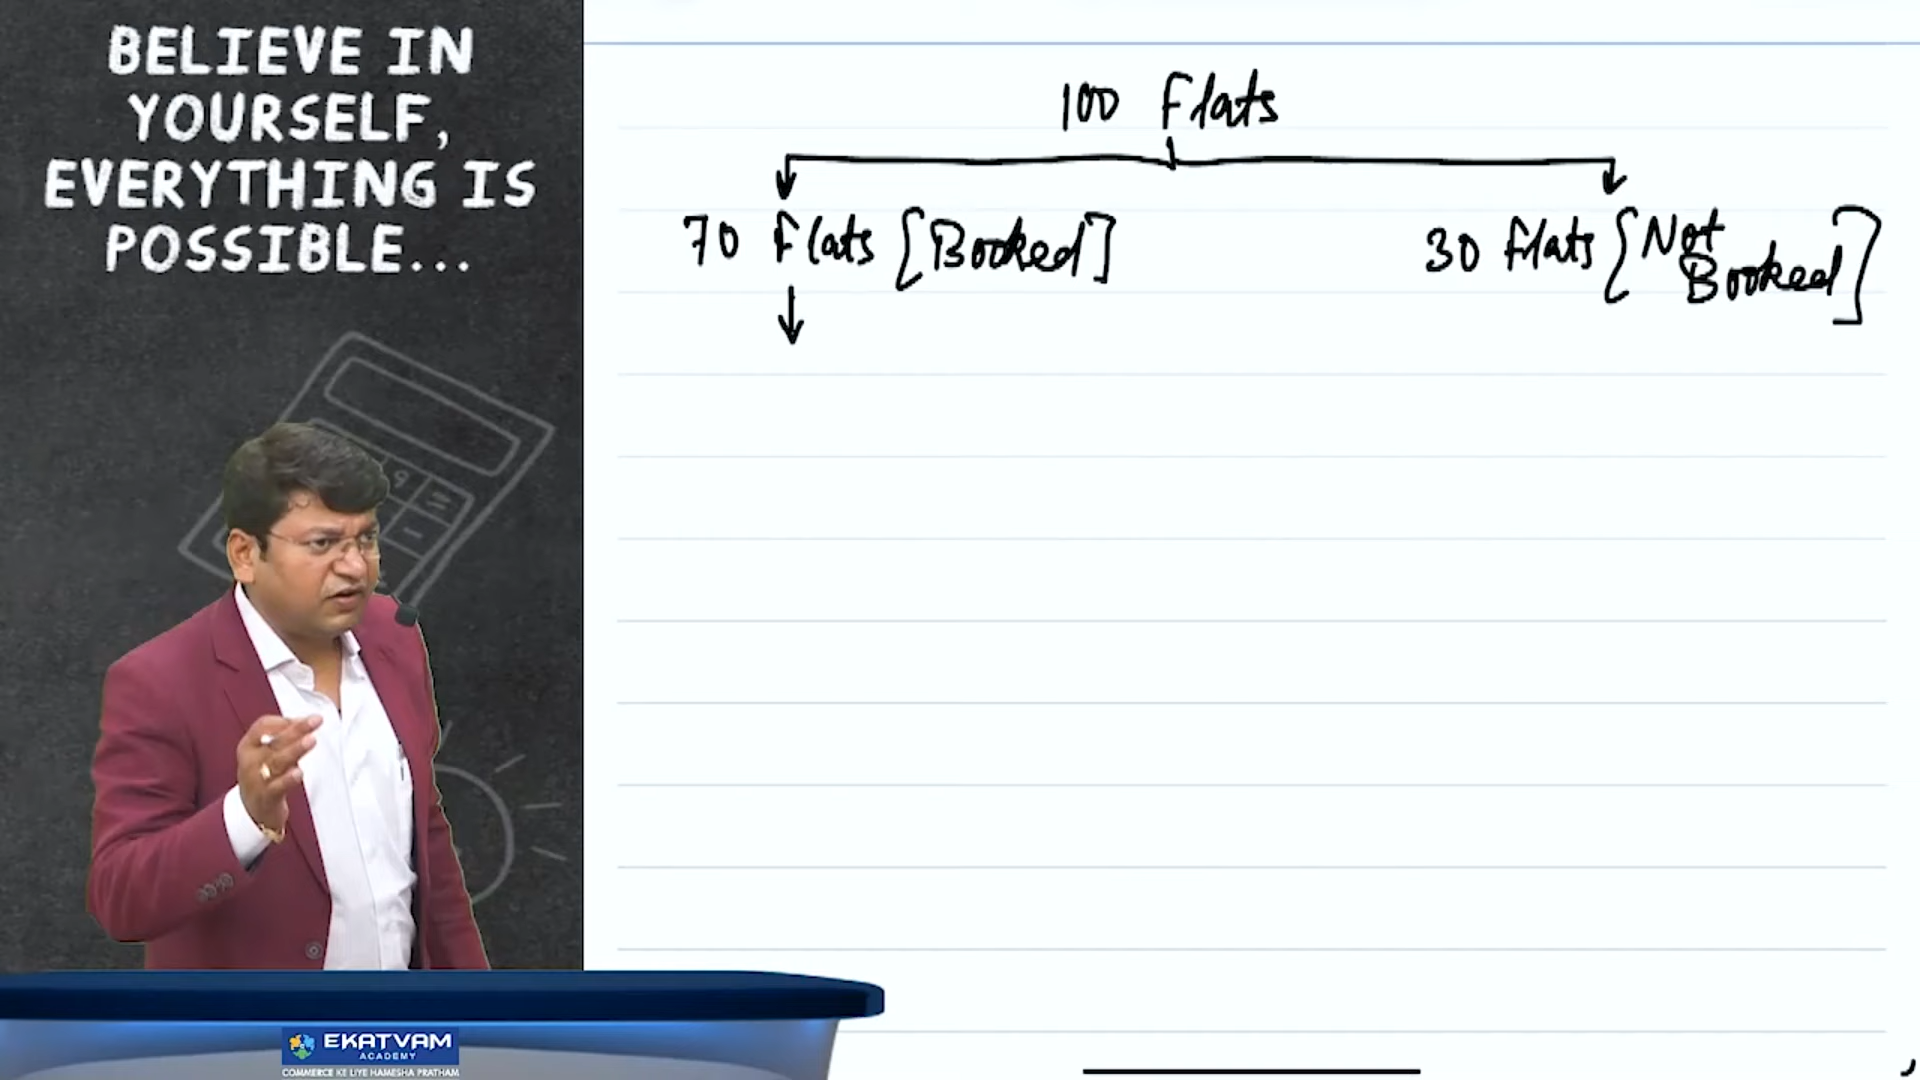 BELIEVE IN
YOURSELF,
EVERYTHING IS
POSSIBLE...
100 Flats
70 Flats [Booked]
30 Flats [Not
Booked]
9
=
-
EKATVAM
ACADEMY
COMMERCE KE LIYE HAMESHA PRATHAM